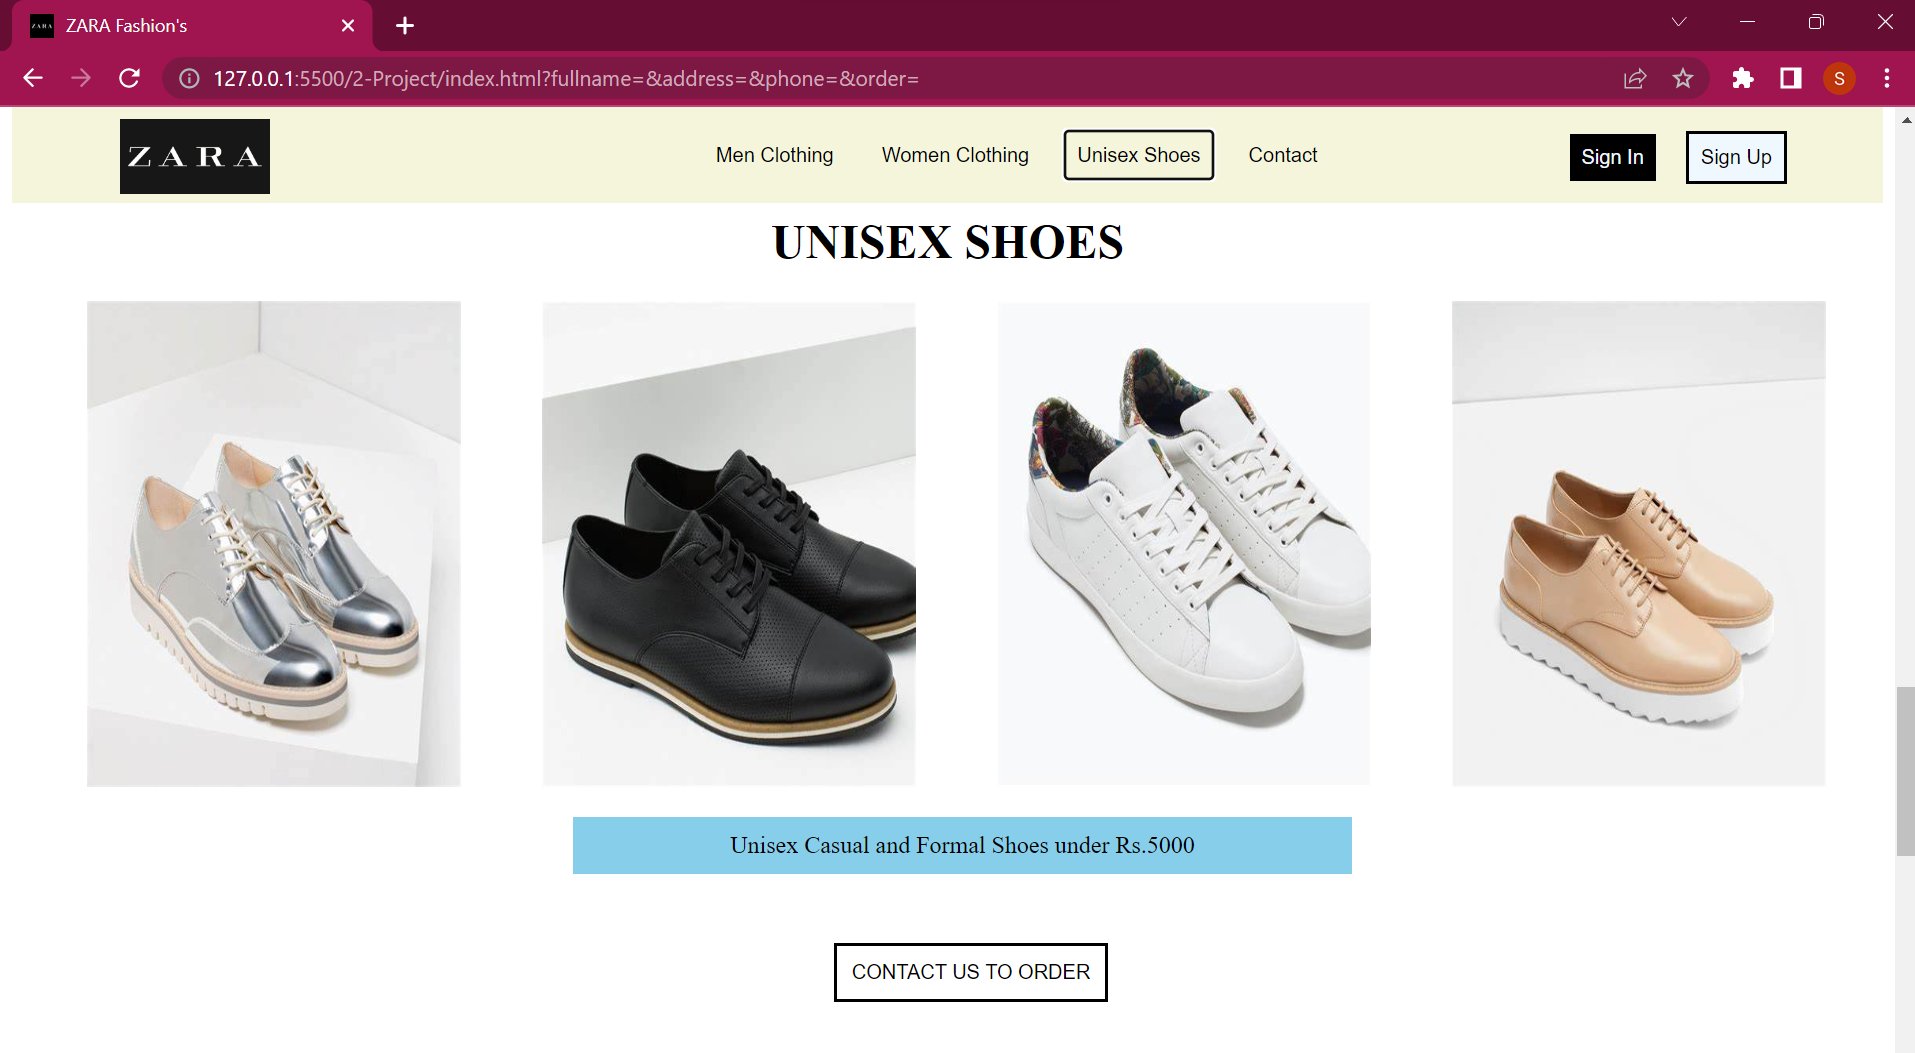 ZARA Fashion's
127.0.0.1:5500/2-Project/index.html?fullname=&address=&phone=&order=
S
ZARA
Men Clothing
Women Clothing
Unisex Shoes
Contact
Sign In
Sign Up
UNISEX SHOES
Unisex Casual and Formal Shoes under Rs.5000
CONTACT US TO ORDER